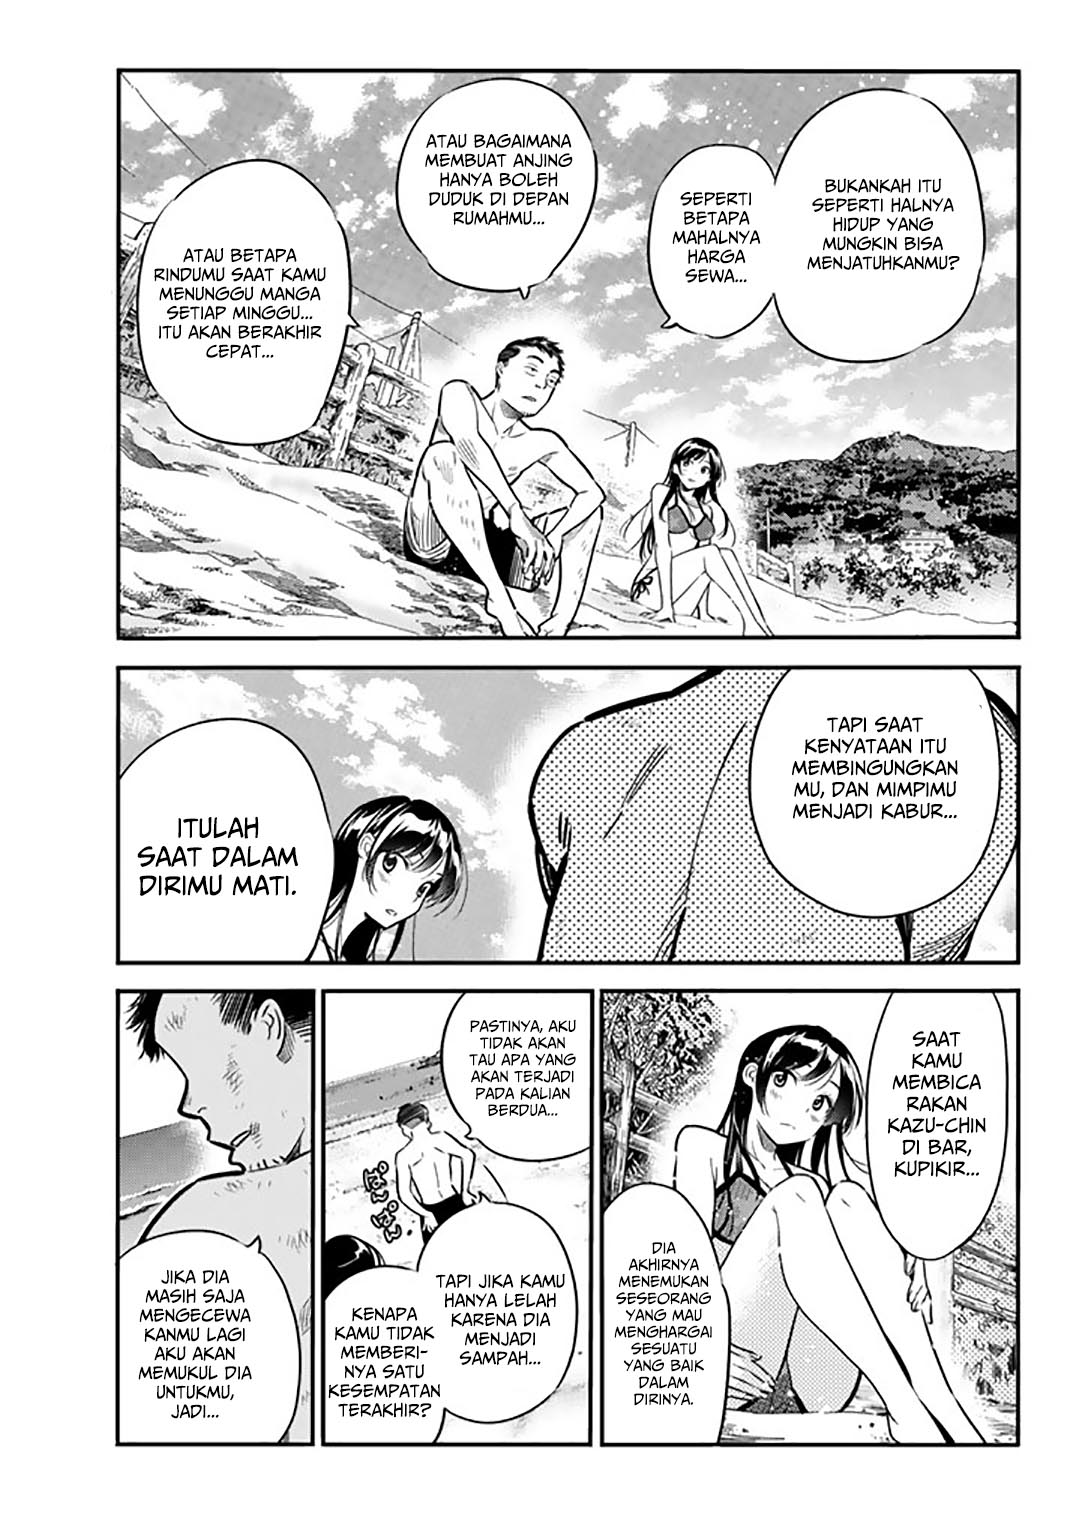 BUKANKAH ITU
SEPERTI HALNYA
HIDUP YANG
MUNGKIN BISA
MENJATUHKANMU?
SEPERTI
BETAPA
MAHALNYA
HARGA
SEWA...
ATAU BAGAIMANA
MEMBUAT ANJING
HANYA BOLEH
DUDUK DI DEPAN
RUMAHMU...
ATAU BETAPA
RINDUMU SAAT KAMU
MENUNGGU MANGA
SETIAP MINGGU...
ITU AKAN BERAKHIR
CEPAT...
TAPI SAAT
KENYATAAN ITU
MEMBINGUNGKAN
MU, DAN MIMPIMU
MENJADI KABUR...
ITULAH
SAAT DALAM
DIRIMU MATI.
SAAT
KAMU
MEMBICA
RAKAN
KAZU-CHIN
DI BAR,
KUPIKIR...
DIA
AKHIRNYA
MENEMUKAN
SESEORANG
YANG MAU
MENGHARGAI
SESUATU
YANG BAIK
DALAM
DIRINYA.
PASTINYA, AKU
TIDAK AKAN
TAU APA YANG
AKAN TERJADI
PADA KALIAN
BERDUA...
ぱんぱん
TAPI JIKA KAMU
HANYA LELAH
KARENA DIA
MENJADI
SAMPAH...
KENAPA
KAMU TIDAK
MEMBERI-
NYA SATU
KESEMPATAN
TERAKHIR?
JIKA DIA
MASIH SAJA
MENGECEWA
KANMU LAGI
AKU AKAN
MEMUKUL DIA
UNTUKMU,
JADI...